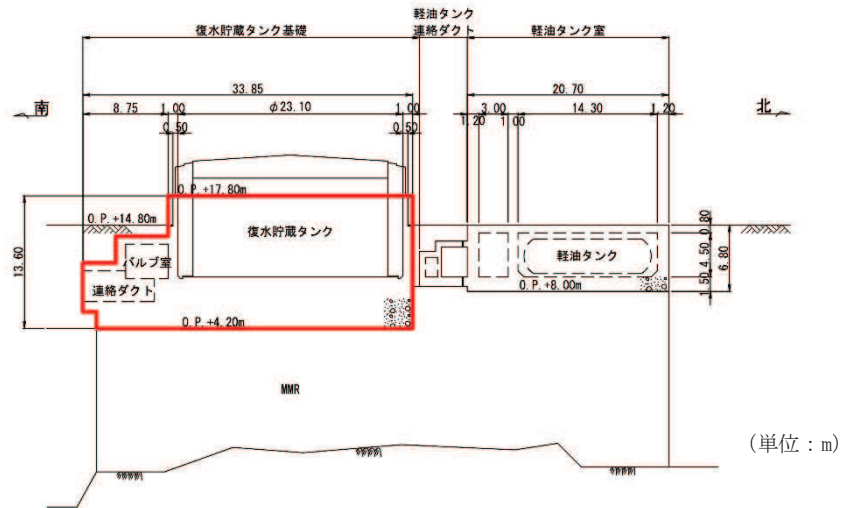 復水貯蔵タンク基礎
軽油タンク
連絡ダクト
軽油タンク室
33.85
20.70
南
北
8.75
1.00
φ23.10
1.00
3.00
14.30
1.20
0.50
0.50
1.20
1.00
O.P.+17.80m
O.P.+14.80m
復水貯蔵タンク
0.80
13.60
バルブ室
軽油タンク
4.50
6.80
連絡ダクト
O.P.+8.00m
1.50
O.P.+4.20m
MMR
(単位:m)